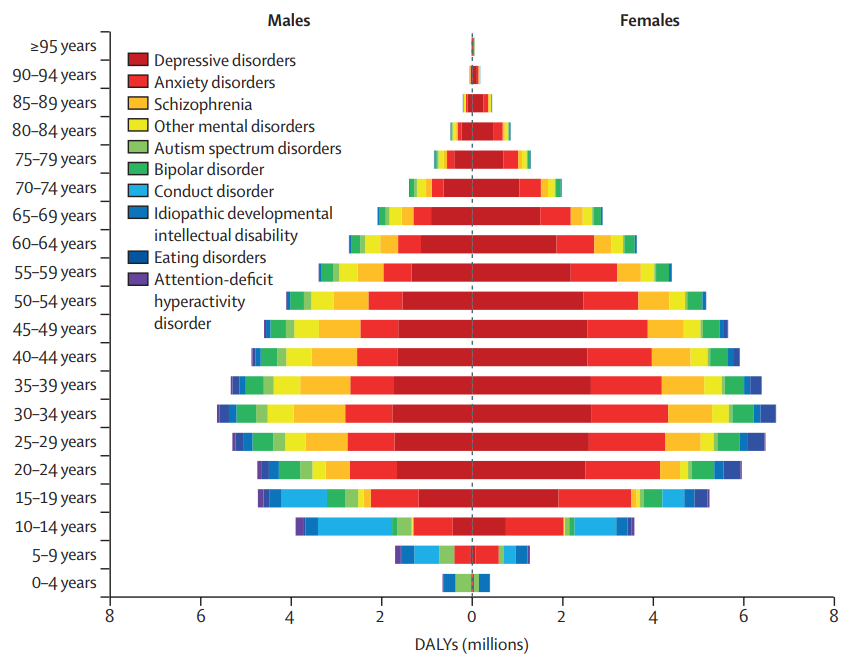 Males
Females
≥95 years
90–94 years
85–89 years
80–84 years
75–79 years
70–74 years
65–69 years
60–64 years
55–59 years
50–54 years
45–49 years
40–44 years
35–39 years
30–34 years
25–29 years
20–24 years
15–19 years
10–14 years
5–9 years
0–4 years
Depressive disorders
Anxiety disorders
Schizophrenia
Other mental disorders
Autism spectrum disorders
Bipolar disorder
Conduct disorder
Idiopathic developmental
intellectual disability
Eating disorders
Attention-deficit
hyperactivity
disorder
8 6 4 2 0 2 4 6 8
DALYs (millions)